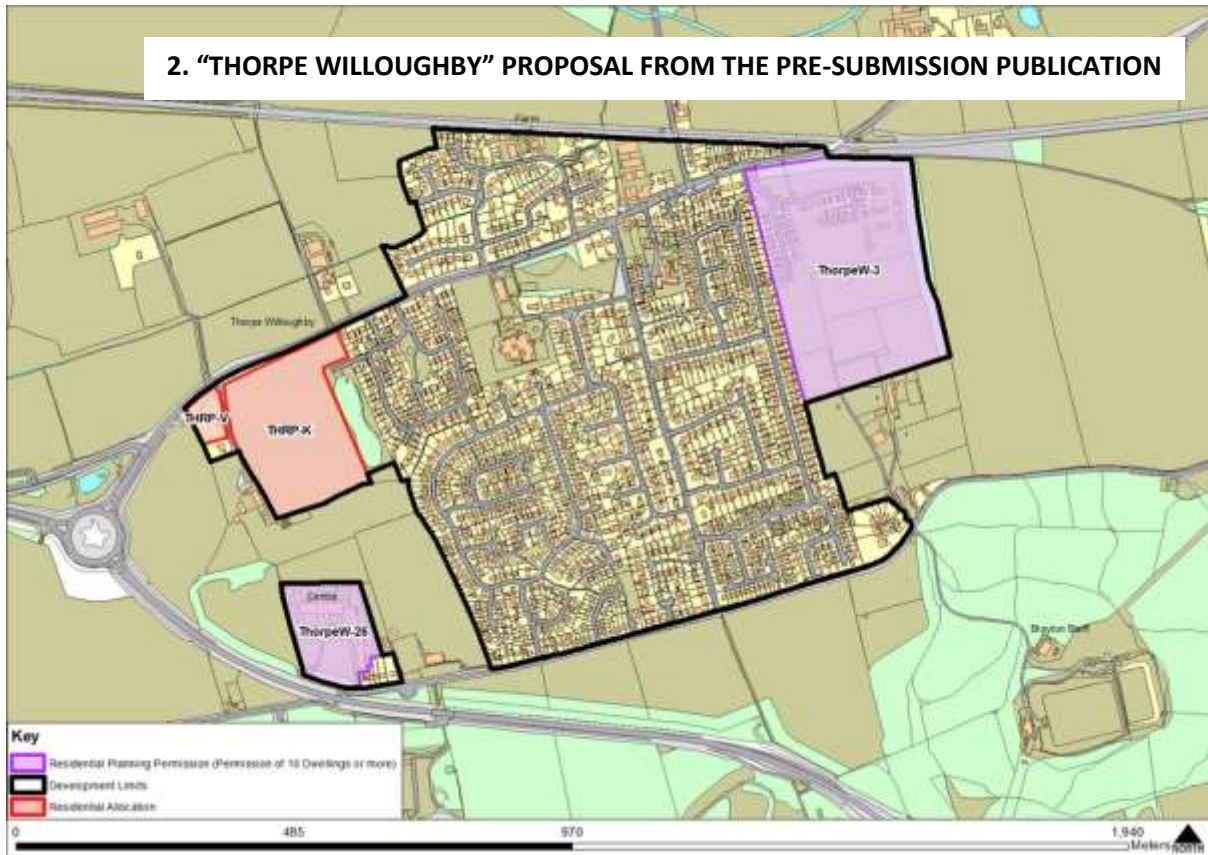 2. “THORPE WILLOUGHBY” PROPOSAL FROM THE PRE-SUBMISSION PUBLICATION
Farm
ThorpeW-3
Thorpe Willoughby
THRP-V
THRP-K
Centre
ThorpeW-26
Brayton Barff
Key
Residential Planning Permission (Permission of 10 Dwellings or more)
Development Limits
Residential Allocation
0 485 970 1,940
Meters
NORTH